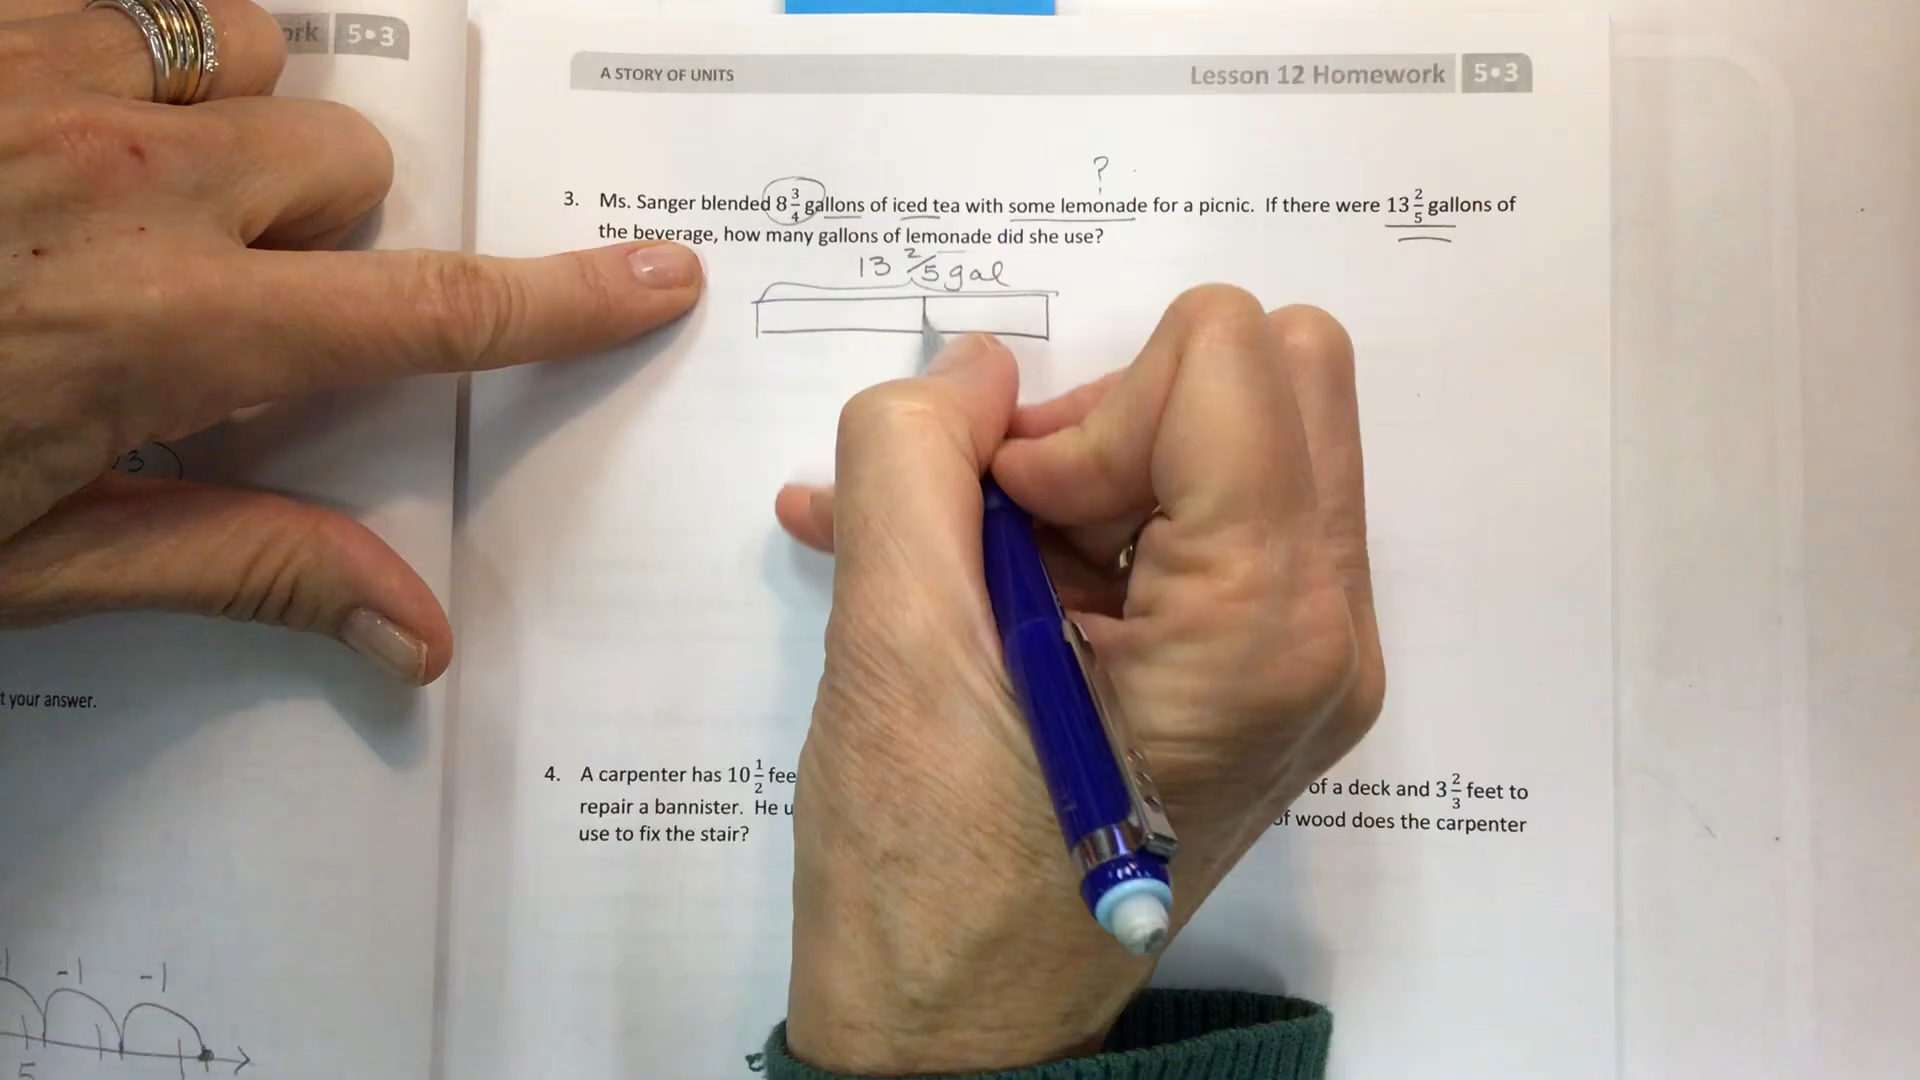 ork 5•3
A STORY OF UNITS Lesson 12 Homework 5•3
?
3. Ms. Sanger blended 8 3/4 gallons of iced tea with some lemonade for a picnic. If there were 13 2/5 gallons of
the beverage, how many gallons of lemonade did she use?
13 2/5 gal
3
t your answer.
4. A carpenter has 10 1/2 fee of a deck and 3 2/3 feet to
repair a bannister. He u of wood does the carpenter
use to fix the stair?
-1 -1
5